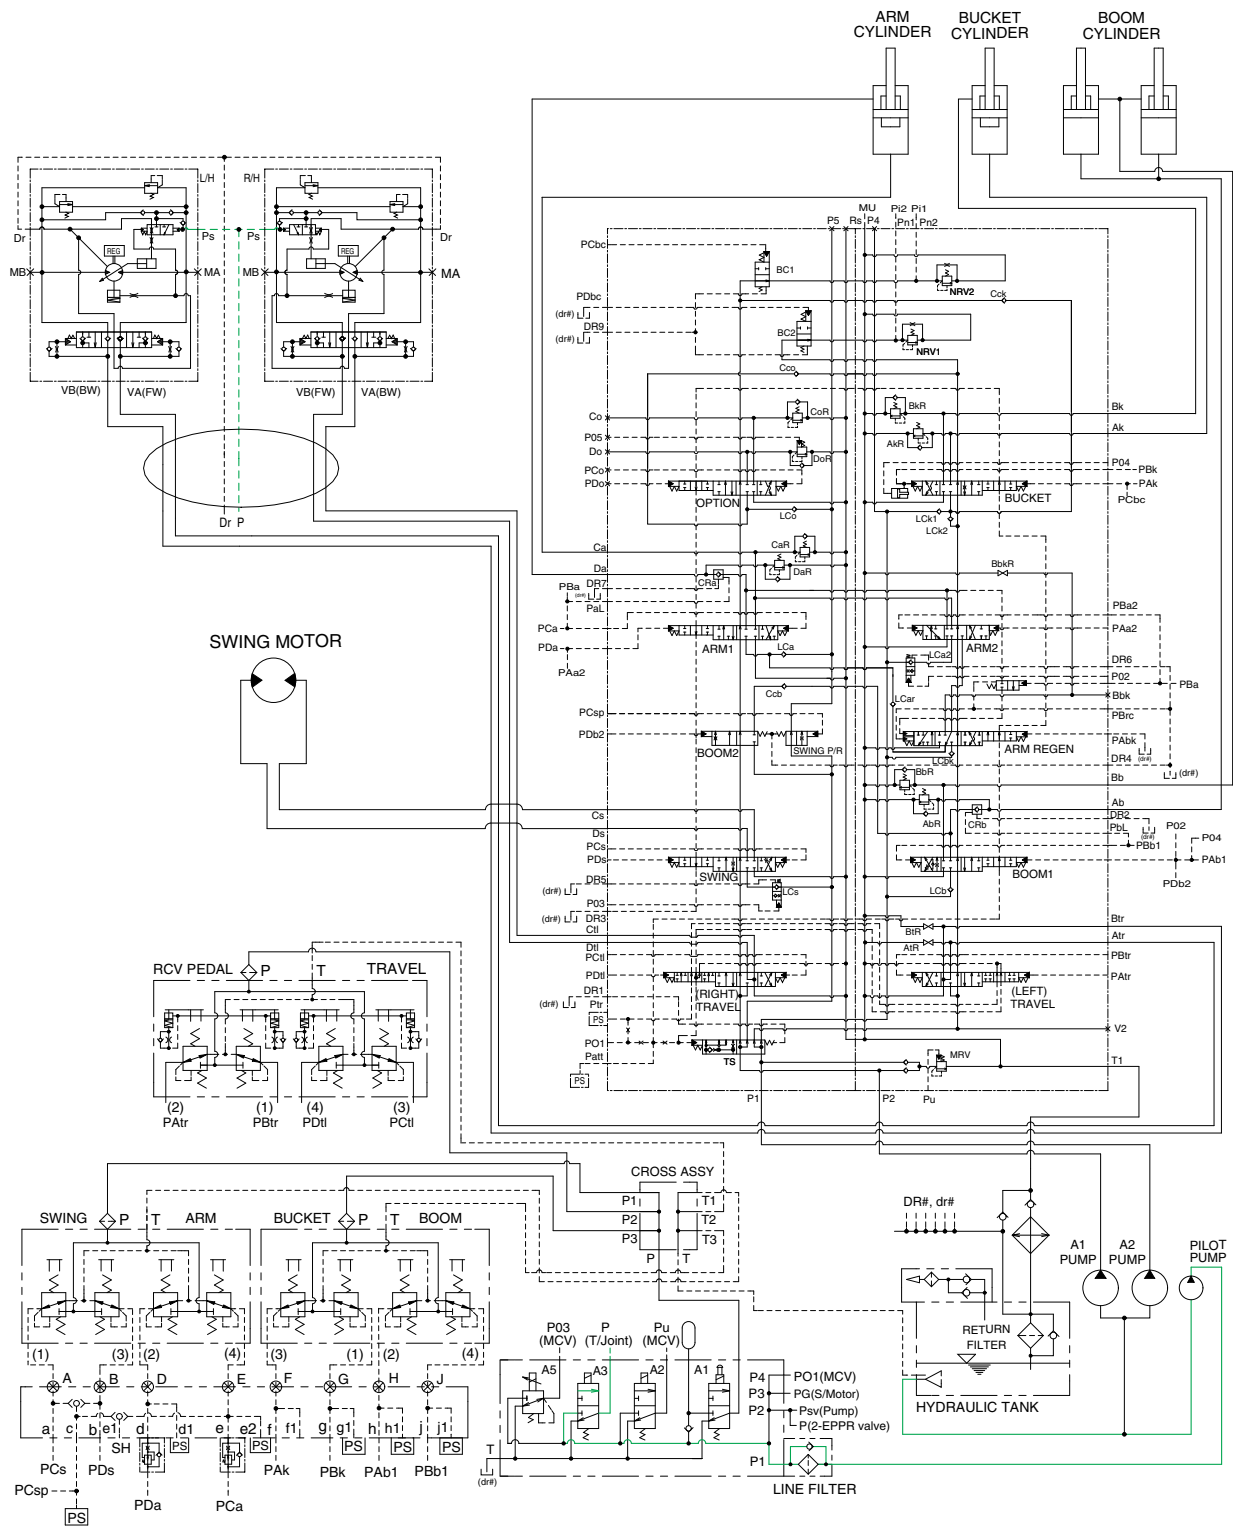 ARM
CYLINDER
BUCKET
CYLINDER
BOOM
CYLINDER
L/H
R/H
Dr
Ps
Ps
Dr
REG
REG
MB
MA
MB
MA
VB(BW)
VA(FW)
VB(FW)
VA(BW)
Dr P
P5
Rs
MU
P4
Pi2
Pn1
Pi1
Pn2
PCbc
BC1
NRV2
Cck
PDbc
(dr#)
DR9
(dr#)
BC2
NRV1
Cco
Co
CoR
BkR
Bk
P05
AkR
Ak
Do
DoR
P04
PCo
PBk
PDo
PAk
OPTION
BUCKET
PCbc
LCo
LCk1
LCk2
Ca
CaR
Da
DaR
BbkR
PBa
DR7
(dr#)
CRa
PaL
PBa2
PCa
PAa2
ARM1
ARM2
PDa
LCa
LCa2
DR6
PAa2
P02
PBa
Ccb
LCar
Bbk
PCsp
PBrc
PDb2
BOOM2
SWING P/R
ARM REGEN
PAbk
(dr#)
LCbk
DR4
(dr#)
BbR
Bb
AbR
CRb
Ab
Cs
DR2
Ds
PbL
(dr#)
P02
P04
PCs
PBb1
PDs
PAb1
SWING
BOOM1
PDb2
DR5
(dr#)
LCs
LCb
P03
(dr#)
DR3
Btr
Ctl
BtR
Atr
Dtl
AtR
PCtl
PBtr
PDtl
PAtr
(RIGHT)
TRAVEL
(LEFT)
TRAVEL
DR1
(dr#)
Ptr
PS
V2
PO1
Patt
TS
MRV
T1
PS
P1
P2
Pu
SWING MOTOR
RCV PEDAL
P
T
TRAVEL
(2)
(1)
(4)
(3)
PAtr
PBtr
PDtl
PCtl
CROSS ASSY
P1
T1
P2
T2
P3
T3
P
T
SWING
P
T
ARM
BUCKET
P
T
BOOM
(1)
(3)
(2)
(4)
(3)
(1)
(2)
(4)
A
B
D
E
F
G
H
J
a
c
b
e1
d
d1
e
e2
f
f1
g
g1
h
h1
j
j1
SH
PS
PS
PS
PS
PS
PCs
PDs
PAk
PBk
PAb1
PBb1
PCsp
PDa
PCa
PS
P03
(MCV)
P
(T/Joint)
Pu
(MCV)
A5
A3
A2
A1
P4
PO1(MCV)
P3
PG(S/Motor)
P2
Psv(Pump)
P(2-EPPR valve)
T
(dr#)
P1
LINE FILTER
DR#, dr#
A1
PUMP
A2
PUMP
PILOT
PUMP
RETURN
FILTER
HYDRAULIC TANK